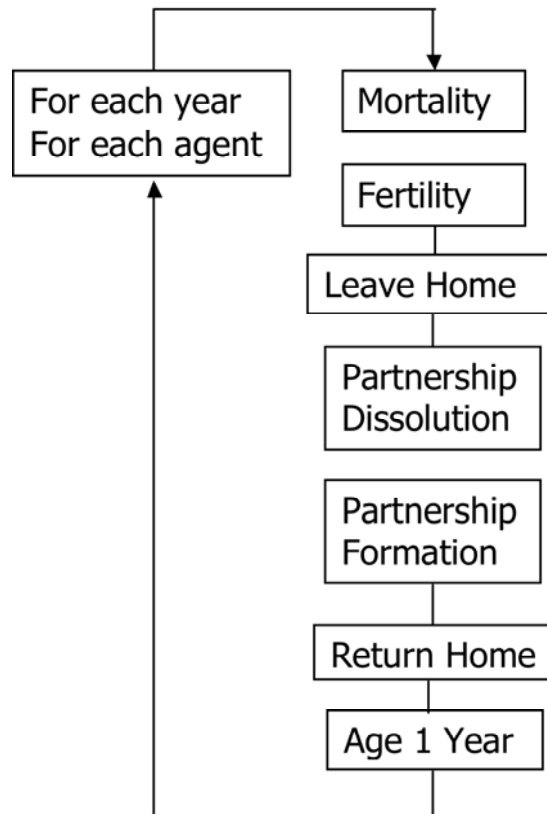 For each year
For each agent
Mortality
Fertility
Leave Home
Partnership
Dissolution
Partnership
Formation
Return Home
Age 1 Year